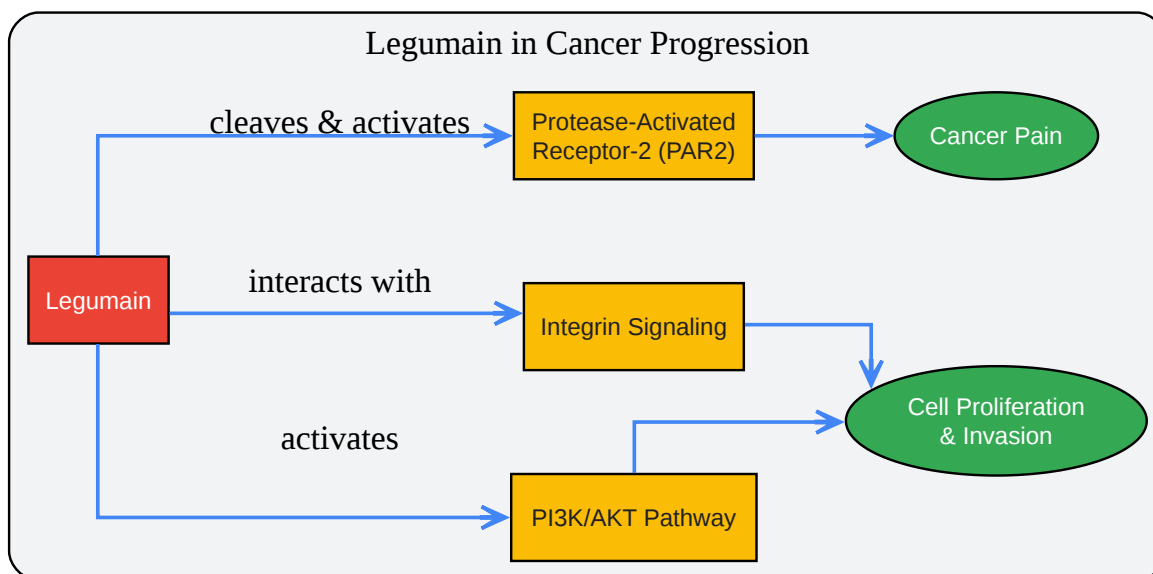 Legumain in Cancer Progression
cleaves & activates
Protease-Activated
Receptor-2 (PAR2)
Cancer Pain
Legumain
interacts with
Integrin Signaling
Cell Proliferation
& Invasion
activates
PI3K/AKT Pathway